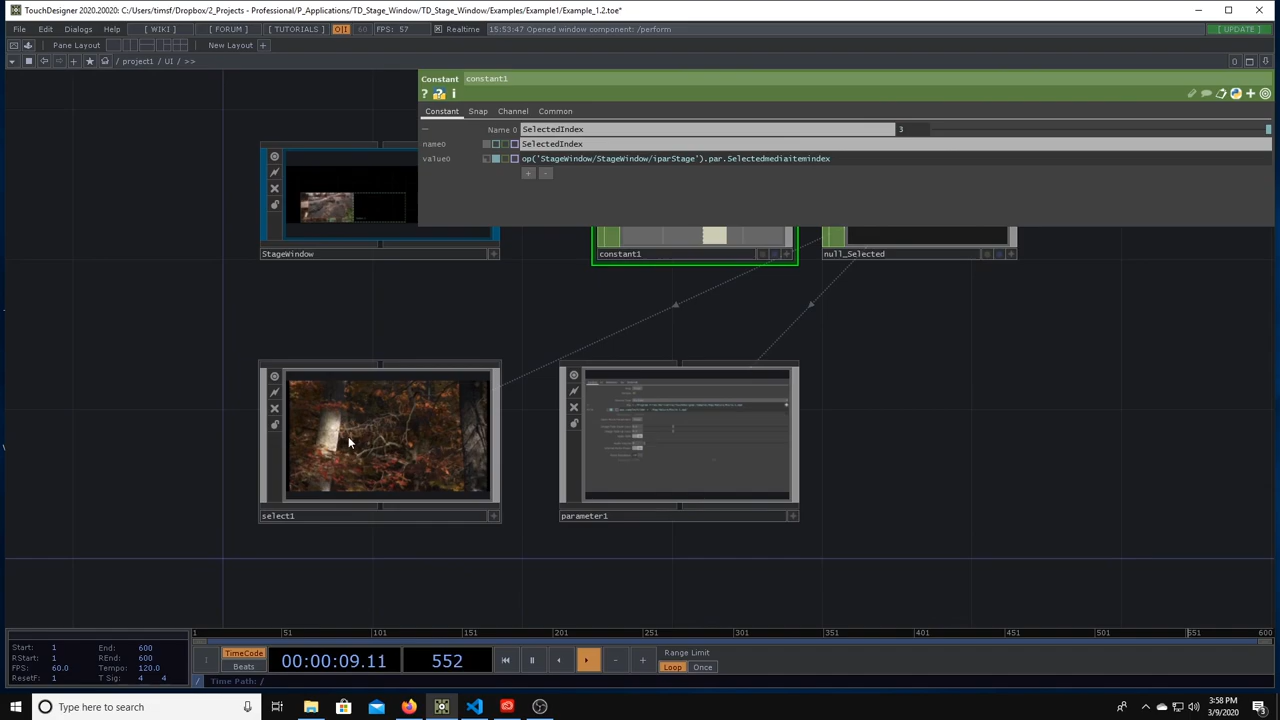 TouchDesigner 2020.20020: C:/Users/timsf/Dropbox/2_Projects - Professional/P_Applications/TD_Stage_Window/TD_Stage_Window/Examples/Example1/Example_1.2.toe*
File Edit Dialogs Help [ WIKI ] [ FORUM ] [ TUTORIALS ] OII 60 FPS: 57 Realtime 15:53:47 Opened window component: /perform [ UPDATE ]
Pane Layout New Layout +
/ project1 / UI / >> 0
Constant constant1
? i
Constant Snap Channel Common
Name 0 SelectedIndex 3
name0 SelectedIndex
value0 op('StageWindow/StageWindow/iparStage').par.Selectedmediaitemindex
+ -
StageWindow constant1 null_Selected
select1 parameter1
1 51 101 151 201 251 301 351 401 451 501 551 600
Start: 1 End: 600
RStart: 1 REnd: 600
FPS: 60.0 Tempo: 120.0
ResetF: 1 T Sig: 4 4
TimeCode
Beats
00:00:09.11 552
Range Limit
Loop Once
/ Time Path: /
Type here to search
3:58 PM
3/9/2020
3